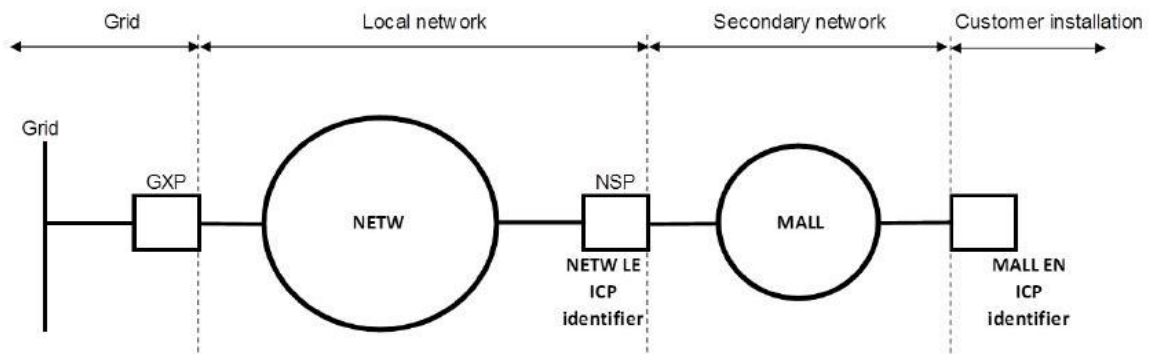 Grid
Local network
Secondary network
Customer installation
Grid
GXP
NETW
NSP
NETW LE
ICP
identifier
MALL
MALL EN
ICP
identifier